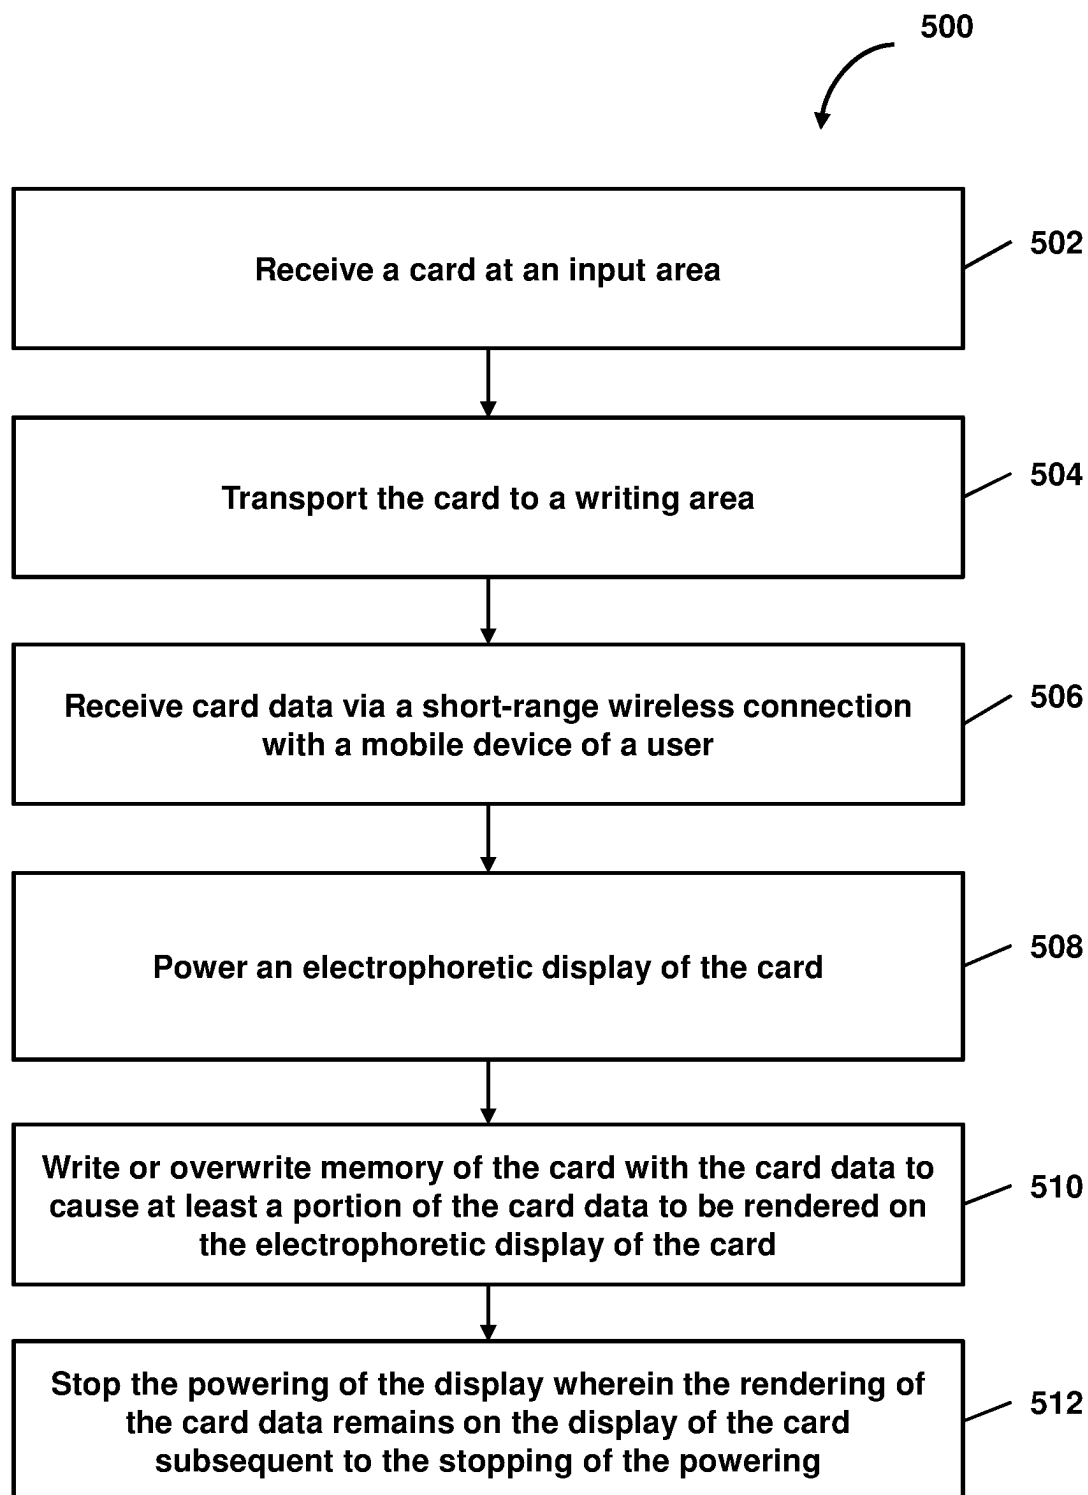 500
Receive a card at an input area
502
Transport the card to a writing area
504
Receive card data via a short-range wireless connection
with a mobile device of a user
506
Power an electrophoretic display of the card
508
Write or overwrite memory of the card with the card data to
cause at least a portion of the card data to be rendered on
the electrophoretic display of the card
510
Stop the powering of the display wherein the rendering of
the card data remains on the display of the card
subsequent to the stopping of the powering
512